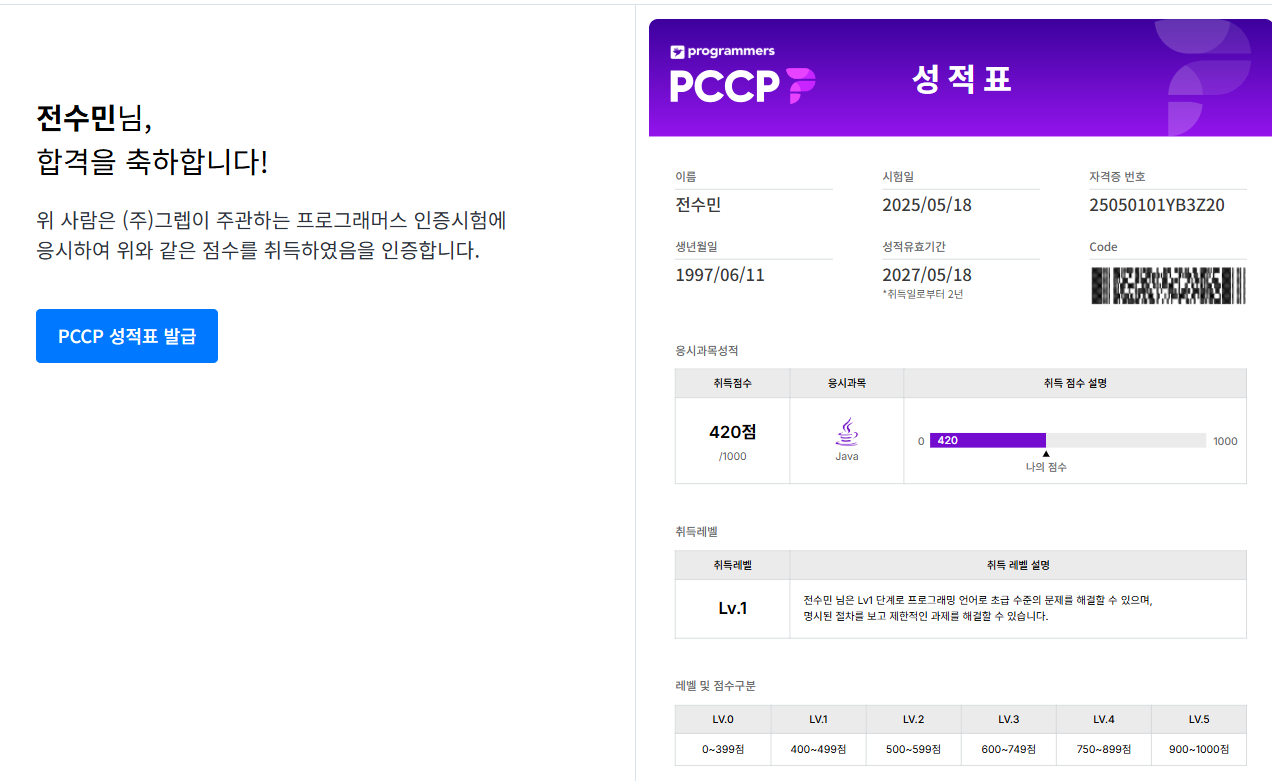 전수민님,
합격을 축하합니다!
위 사람은 (주)그렙이 주관하는 프로그래머스 인증시험에
응시하여 위와 같은 점수를 취득하였음을 인증합니다.
PCCP 성적표 발급
programmers
PCCP
성적표
이름
시험일
자격증 번호
전수민
2025/05/18
25050101YB3Z20
생년월일
성적유효기간
Code
1997/06/11
2027/05/18
*취득일로부터 2년
응시과목성적
취득점수
응시과목
취득 점수 설명
420점
/1000
Java
0
420
1000
나의 점수
취득레벨
취득레벨
취득 레벨 설명
Lv.1
전수민 님은 Lv1 단계로 프로그래밍 언어로 초급 수준의 문제를 해결할 수 있으며,
명시된 절차를 보고 제한적인 과제를 해결할 수 있습니다.
레벨 및 점수구분
LV.0 LV.1 LV.2 LV.3 LV.4 LV.5
0~399점 400~499점 500~599점 600~749점 750~899점 900~1000점